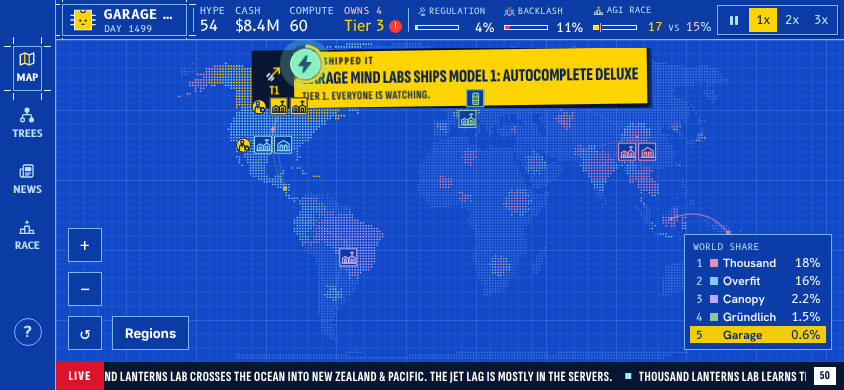 GARAGE ...
DAY 1499
HYPE
54
CASH
$8.4M
COMPUTE
60
OWNS 4
Tier 3 !
REGULATION
4%
BACKLASH
11%
AGI RACE
17 VS 15%
1x
2x
3x
MAP
TREES
NEWS
RACE
?
SHIPPED IT
GARAGE MIND LABS SHIPS MODEL 1: AUTOCOMPLETE DELUXE
TIER 1. EVERYONE IS WATCHING.
T1
+
−
↺
Regions
WORLD SHARE
1 Thousand 18%
2 Overfit 16%
3 Canopy 2.2%
4 Gründlich 1.5%
5 Garage 0.6%
LIVE
ND LANTERNS LAB CROSSES THE OCEAN INTO NEW ZEALAND & PACIFIC. THE JET LAG IS MOSTLY IN THE SERVERS. ▪ THOUSAND LANTERNS LAB LEARNS
50